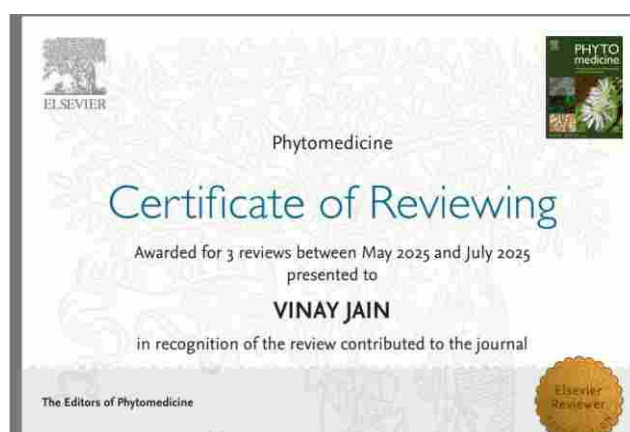 ELSEVIER
PHYTO
medicine
Phytomedicine
Certificate of Reviewing
Awarded for 3 reviews between May 2025 and July 2025
presented to
VINAY JAIN
in recognition of the review contributed to the journal
The Editors of Phytomedicine
Elsevier
Reviewer